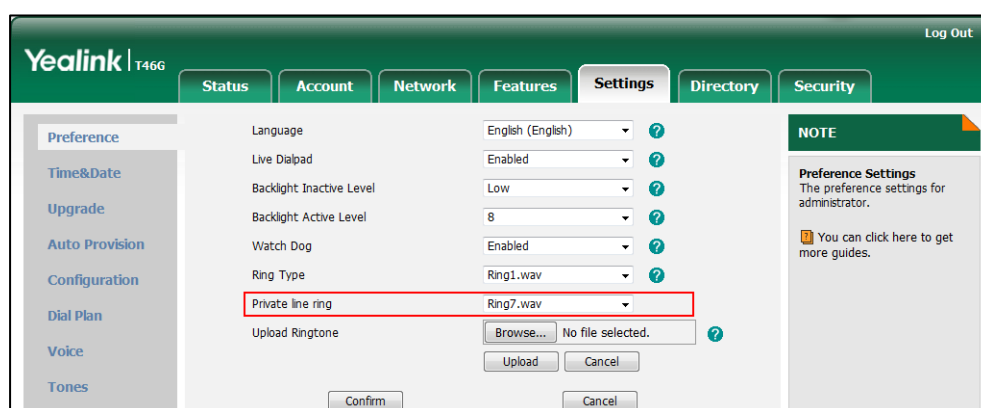 Log Out
Yealink | T46G
Status Account Network Features Settings Directory Security
Preference
Time&Date
Upgrade
Auto Provision
Configuration
Dial Plan
Voice
Tones
Language English (English) ?
Live Dialpad Enabled ?
Backlight Inactive Level Low ?
Backlight Active Level 8 ?
Watch Dog Enabled ?
Ring Type Ring1.wav ?
Private line ring Ring7.wav
Upload Ringtone Browse... No file selected. ?
Upload Cancel
Confirm Cancel
NOTE
Preference Settings
The preference settings for
administrator.
? You can click here to get
more guides.